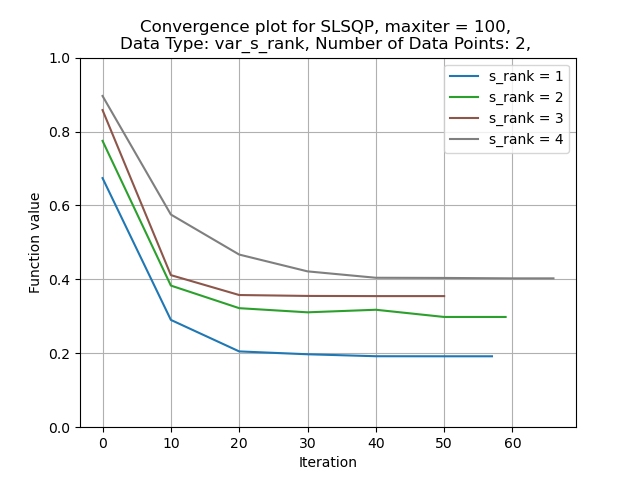 Convergence plot for SLSQP, maxiter = 100,
Data Type: var_s_rank, Number of Data Points: 2,
1.0
0.8
0.6
0.4
0.2
0.0
Function value
s_rank = 1
s_rank = 2
s_rank = 3
s_rank = 4
0 10 20 30 40 50 60
Iteration